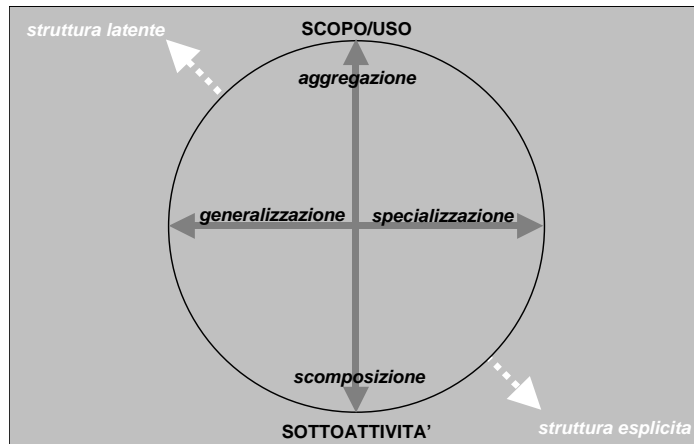 struttura latente
SCOPO/USO
aggregazione
generalizzazione
specializzazione
scomposizione
SOTTOATTIVITA'
struttura esplicita